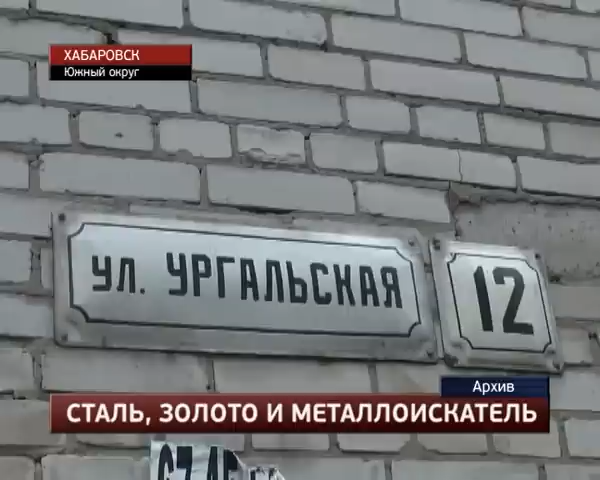 ХАБАРОВСК
Южный округ
ул. УРГАЛЬСКАЯ
12
Архив
СТАЛЬ, ЗОЛОТО И МЕТАЛЛОИСКАТЕЛЬ